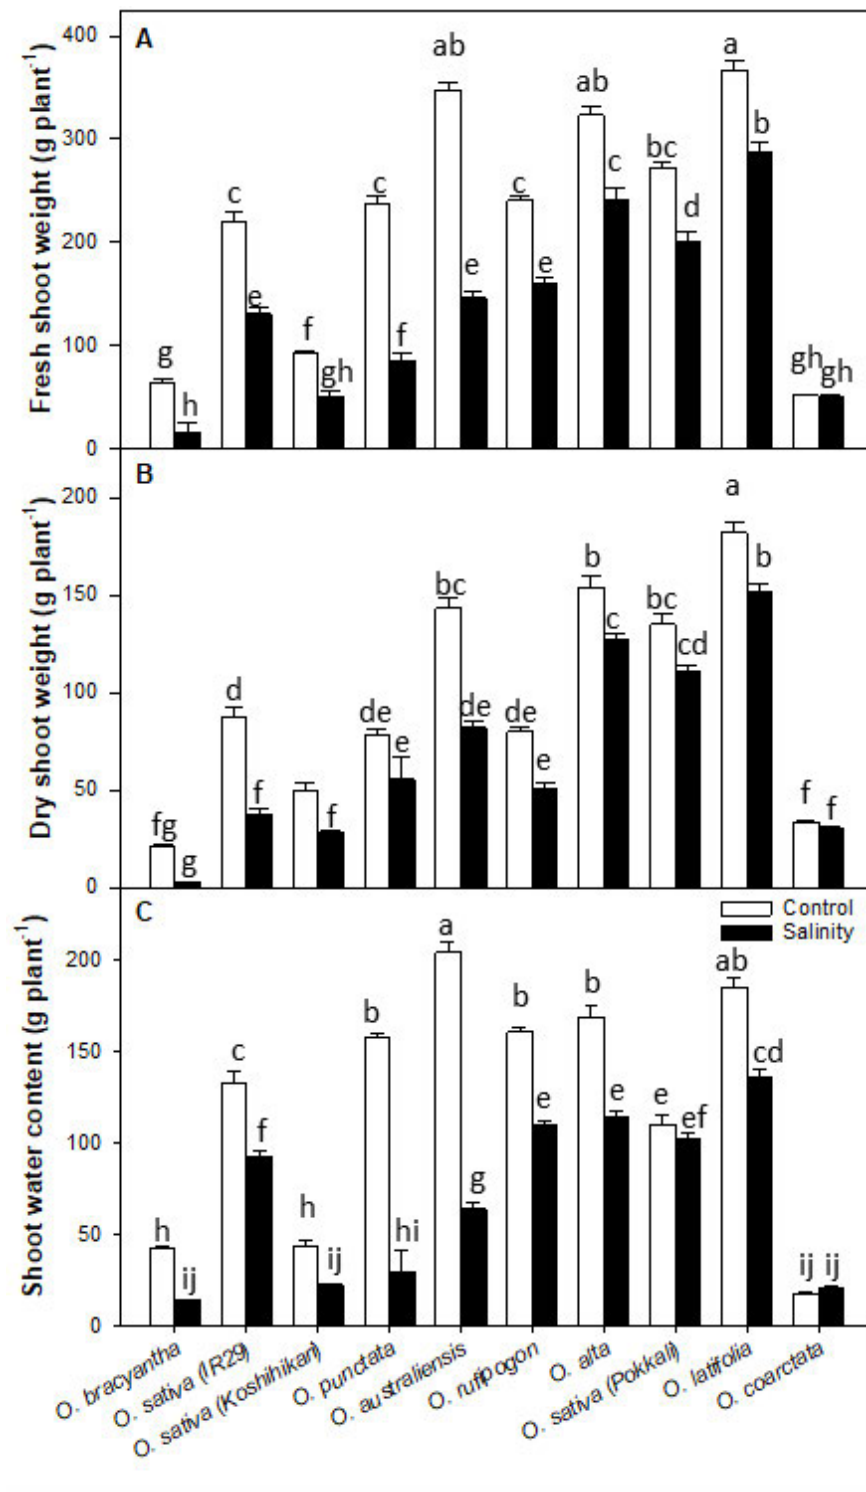 A
Fresh shoot weight (g plant-1)
400
300
200
100
0
g
h
c
e
f
gh
c
f
ab
e
c
e
ab
c
bc
d
a
b
gh
gh
B
Dry shoot weight (g plant-1)
200
150
100
50
0
fg
g
d
f
f
de
e
bc
de
de
e
b
c
bc
cd
a
b
f
f
C
Control
Salinity
Shoot water content (g plant-1)
200
150
100
50
0
h
ij
c
f
h
ij
b
hi
a
g
b
e
b
e
e
ef
ab
cd
ij
ij
O. bracyantha
O. sativa (IR29)
O. sativa (Koshihikari)
O. punctata
O. australiensis
O. rufipogon
O. alta
O. sativa (Pokkali)
O. latifolia
O. coarctata